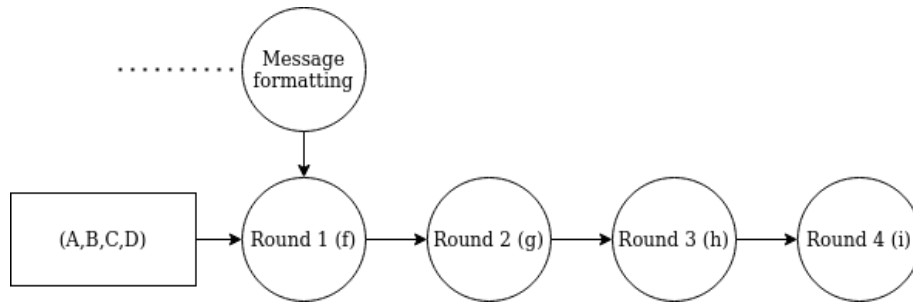 Message
formatting
(A,B,C,D)
Round 1 (f)
Round 2 (g)
Round 3 (h)
Round 4 (i)